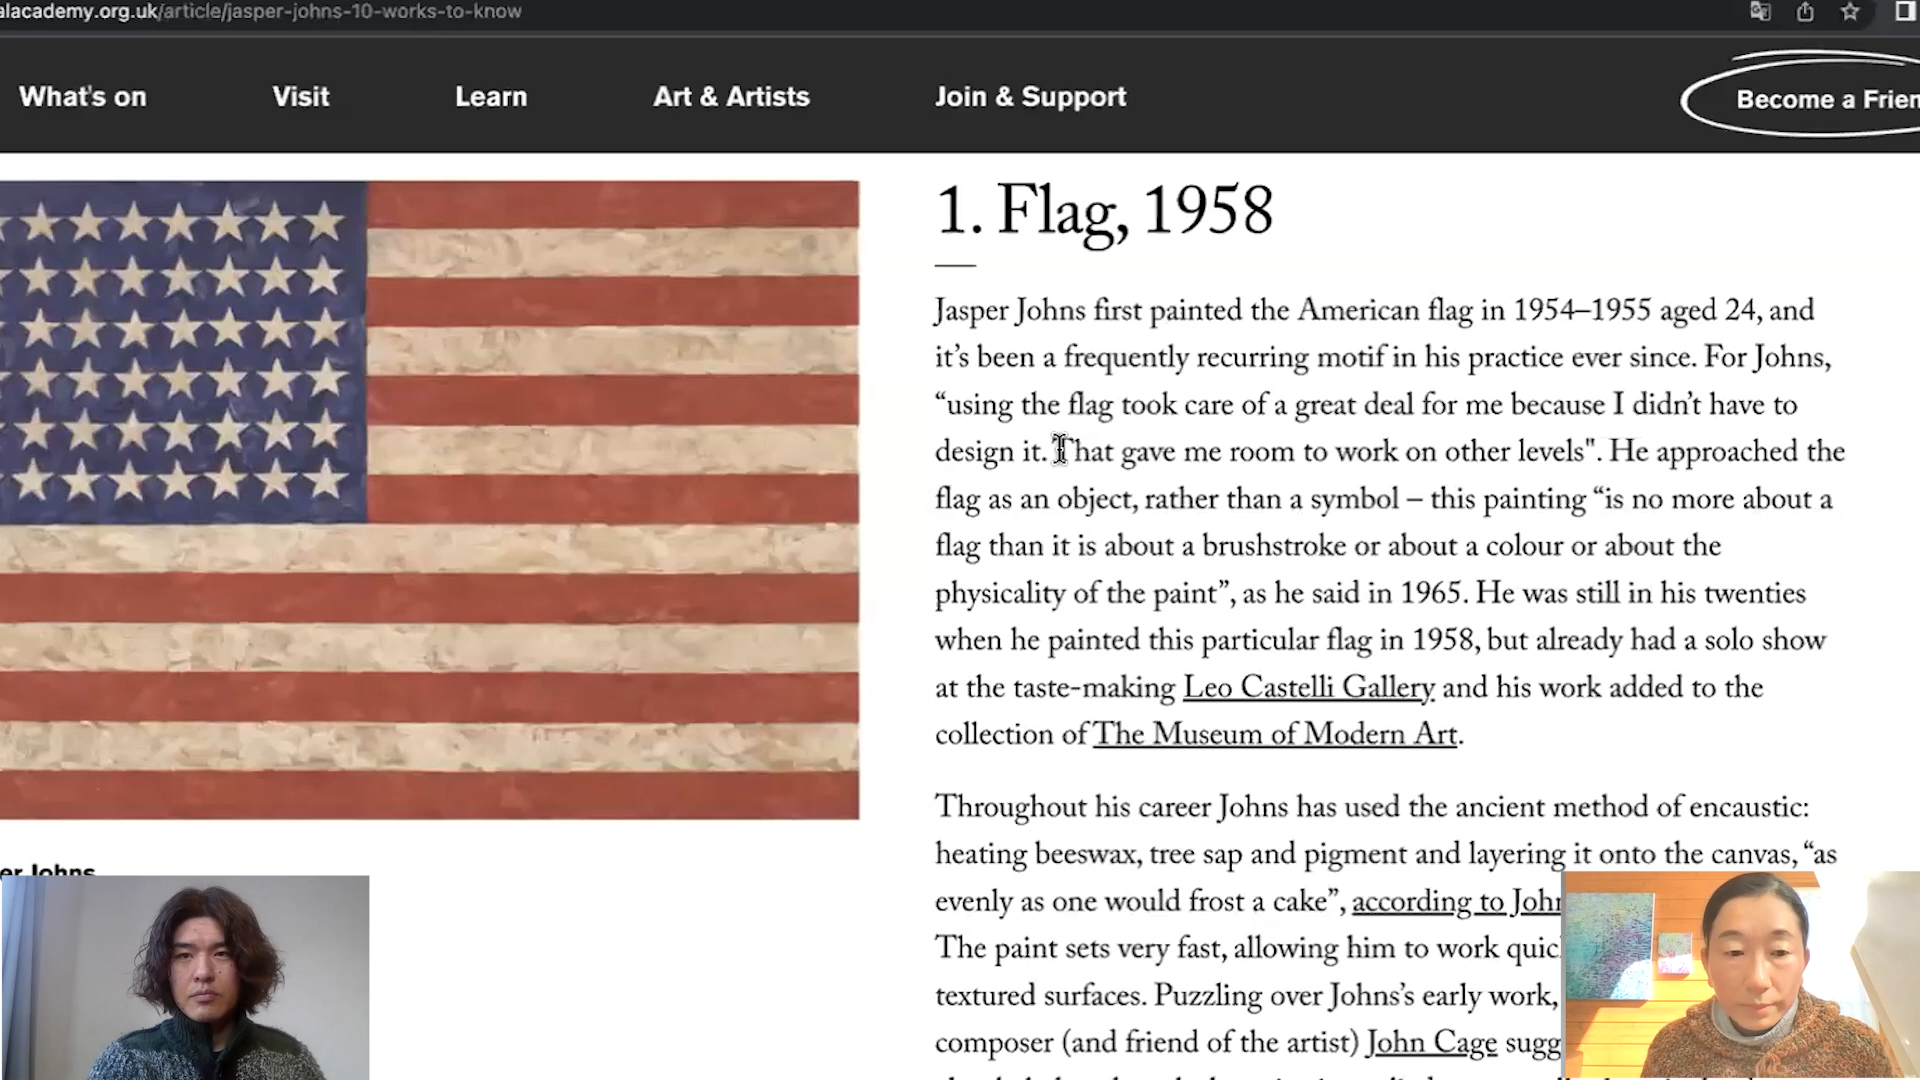 alacademy.org.uk/article/jasper-johns-10-works-to-know
What's on
Visit
Learn
Art & Artists
Join & Support
Become a Frien
1. Flag, 1958
Jasper Johns first painted the American flag in 1954–1955 aged 24, and
it’s been a frequently recurring motif in his practice ever since. For Johns,
“using the flag took care of a great deal for me because I didn’t have to
design it. That gave me room to work on other levels". He approached the
flag as an object, rather than a symbol – this painting “is no more about a
flag than it is about a brushstroke or about a colour or about the
physicality of the paint”, as he said in 1965. He was still in his twenties
when he painted this particular flag in 1958, but already had a solo show
at the taste-making Leo Castelli Gallery and his work added to the
collection of The Museum of Modern Art.
Throughout his career Johns has used the ancient method of encaustic:
heating beeswax, tree sap and pigment and layering it onto the canvas, “as
evenly as one would frost a cake”, according to John
The paint sets very fast, allowing him to work quic
textured surfaces. Puzzling over Johns’s early work,
composer (and friend of the artist) John Cage sugg
er Johns